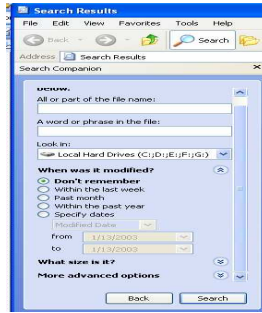 Search Results
File Edit View Favorites Tools Help
Back Search
Address Search Results
Search Companion
below.
All or part of the file name:
A word or phrase in the file:
Look in:
Local Hard Drives (C:;D:;E:;F:;G:)
When was it modified?
Don't remember
Within the last week
Past month
Within the past year
Specify dates
Modified Date
from 1/13/2003
to 1/13/2003
What size is it?
More advanced options
Back Search